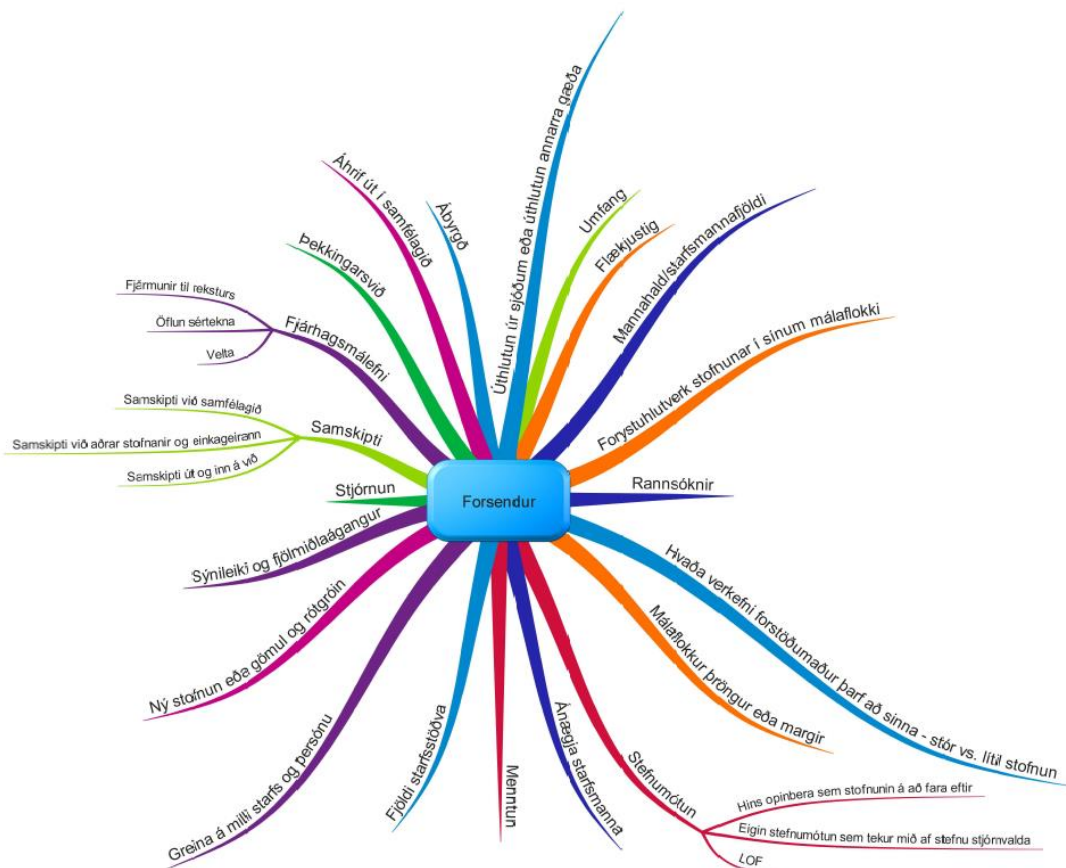 Forsendur
Úthlutun úr sjóðum eða úthlutun annarra gæða
Umfang
Flækjustig
Mannahald/starfsmannafjöldi
Forystuhlutverk stofnunar í sínum málaflokki
Rannsóknir
Hvaða verkefni forstöðumaður þarf að sinna - stór vs. lítil stofnun
Málaflokkur þröngur eða margir
Stefnumótun
Hins opinbera sem stofnunin á að fara eftir
Eigin stefnumótun sem tekur mið af stefnu stjórnvalda
LOF
Ánægja starfsmanna
Menntun
Fjöldi starfsstöðva
Greina á milli starfs og persónu
Ný stofnun eða gömul og rótgróin
Sýnileiki og fjölmiðlaágangur
Stjórnun
Samskipti
Samskipti við samfélagið
Samskipti við aðrar stofnanir og einkageirann
Samskipti út og inn á við
Fjárhagsmálefni
Fjármunir til reksturs
Öflun sértekna
Velta
Þekkingarsvið
Áhrif út í samfélagið
Ábyrgð